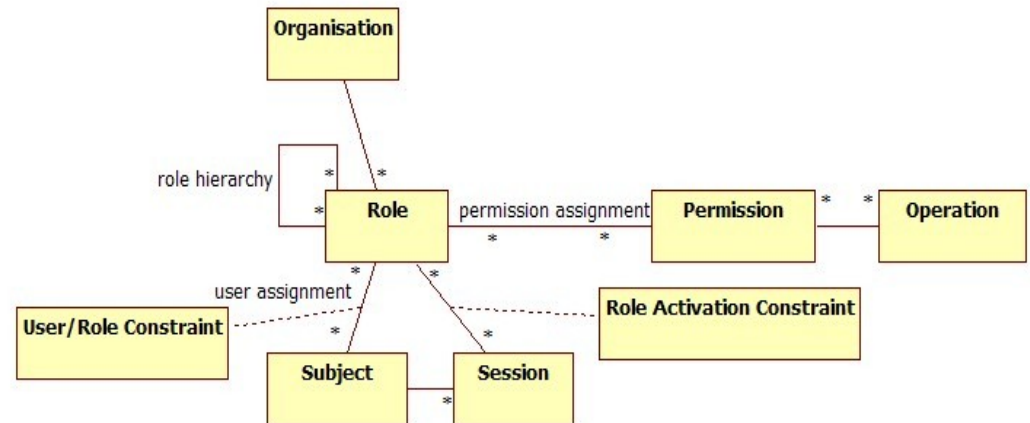 Organisation
role hierarchy
*
*
*
Role
permission assignment
*
*
Permission
*
*
Operation
user assignment
*
*
*
*
User/Role Constraint
Role Activation Constraint
Subject
*
Session